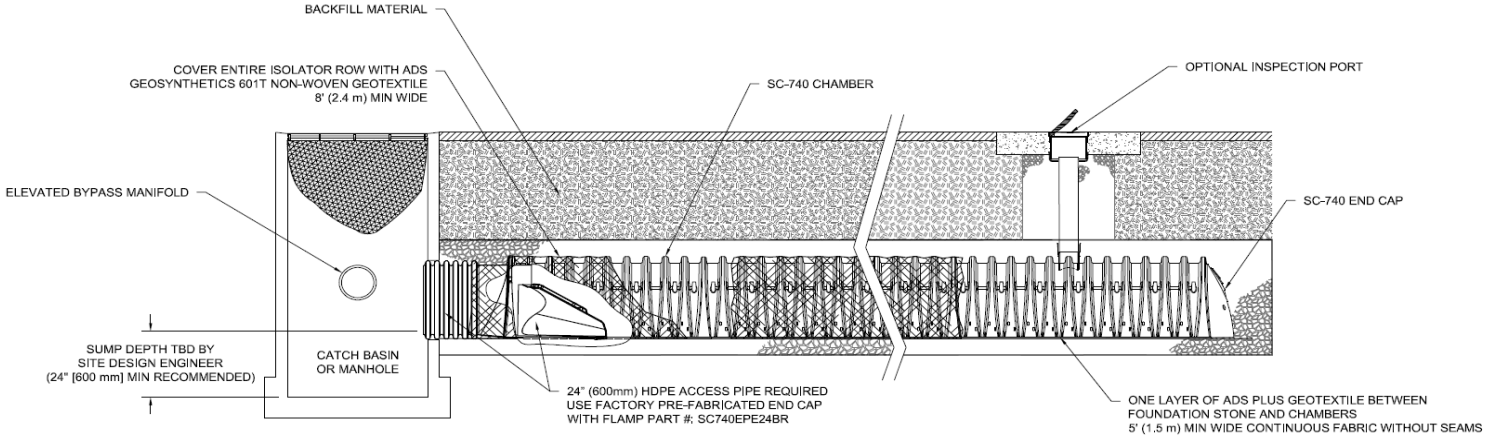 BACKFILL MATERIAL
COVER ENTIRE ISOLATOR ROW WITH ADS
GEOSYNTHETICS 601T NON-WOVEN GEOTEXTILE
8' (2.4 m) MIN WIDE
SC-740 CHAMBER
OPTIONAL INSPECTION PORT
ELEVATED BYPASS MANIFOLD
SC-740 END CAP
SUMP DEPTH TBD BY
SITE DESIGN ENGINEER
(24" [600 mm] MIN RECOMMENDED)
CATCH BASIN
OR MANHOLE
24" (600mm) HDPE ACCESS PIPE REQUIRED
USE FACTORY PRE-FABRICATED END CAP
WITH FLAMP PART #: SC740EPE24BR
ONE LAYER OF ADS PLUS GEOTEXTILE BETWEEN
FOUNDATION STONE AND CHAMBERS
5' (1.5 m) MIN WIDE CONTINUOUS FABRIC WITHOUT SEAMS